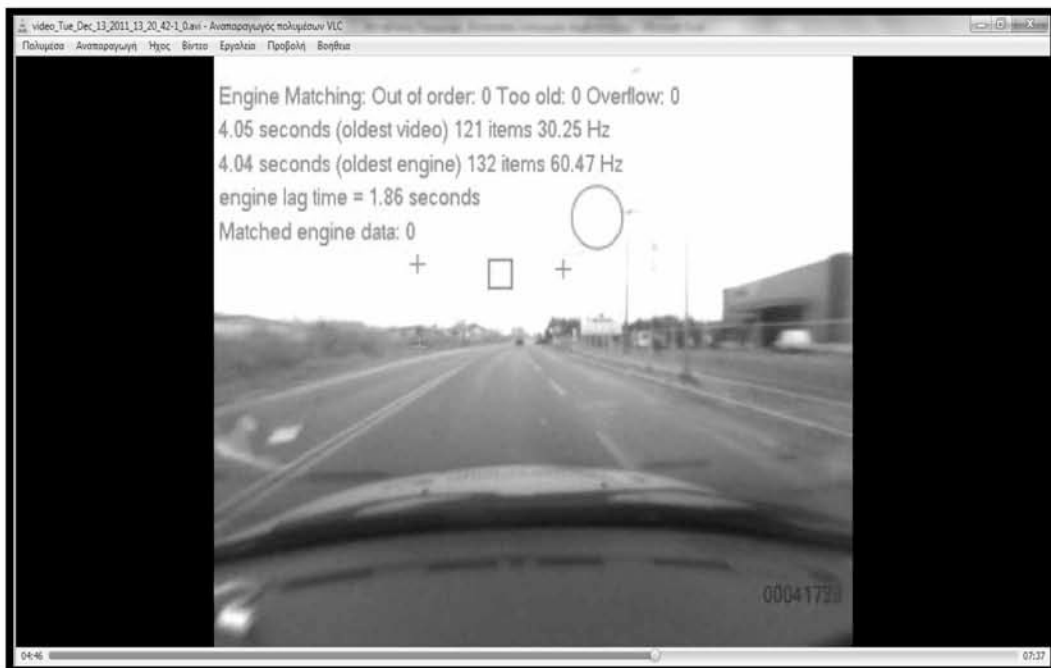 video_Tue_Dec_13_2011_13_20_42-1_0.avi - Αναπαραγωγός πολυμέσων VLC
Πολυμέσα Αναπαραγωγή Ήχος Βίντεο Εργαλεία Προβολή Βοήθεια
Engine Matching: Out of order: 0 Too old: 0 Overflow: 0
4.05 seconds (oldest video) 121 items 30.25 Hz
4.04 seconds (oldest engine) 132 items 60.47 Hz
engine lag time = 1.86 seconds
Matched engine data: 0
04:46
07:37